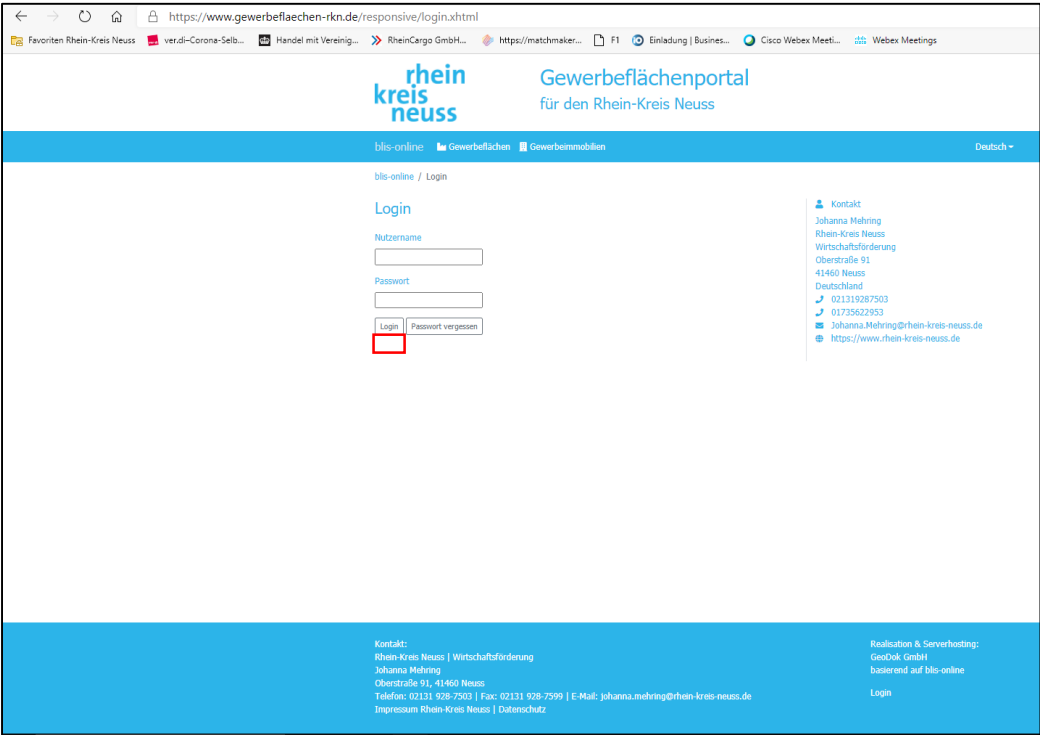 https://www.gewerbeflaechen-rkn.de/responsive/login.xhtml
Favoriten Rhein-Kreis Neuss ver.di–Corona-Selb... Handel mit Vereinig... RheinCargo GmbH... https://matchmaker... F1 Einladung | Busines... Cisco Webex Meeti... Webex Meetings
rhein
kreis
neuss
Gewerbeflächenportal
für den Rhein-Kreis Neuss
blis-online Gewerbeflächen Gewerbeimmobilien Deutsch
blis-online / Login
Login
Nutzername
Passwort
Login Passwort vergessen
Kontakt
Johanna Mehring
Rhein-Kreis Neuss
Wirtschaftsförderung
Oberstraße 91
41460 Neuss
Deutschland
021319287503
01735622953
Johanna.Mehring@rhein-kreis-neuss.de
https://www.rhein-kreis-neuss.de
Kontakt:
Rhein-Kreis Neuss | Wirtschaftsförderung
Johanna Mehring
Oberstraße 91, 41460 Neuss
Telefon: 02131 928-7503 | Fax: 02131 928-7599 | E-Mail: johanna.mehring@rhein-kreis-neuss.de
Impressum Rhein-Kreis Neuss | Datenschutz
Realisation & Serverhosting:
GeoDok GmbH
basierend auf blis-online
Login